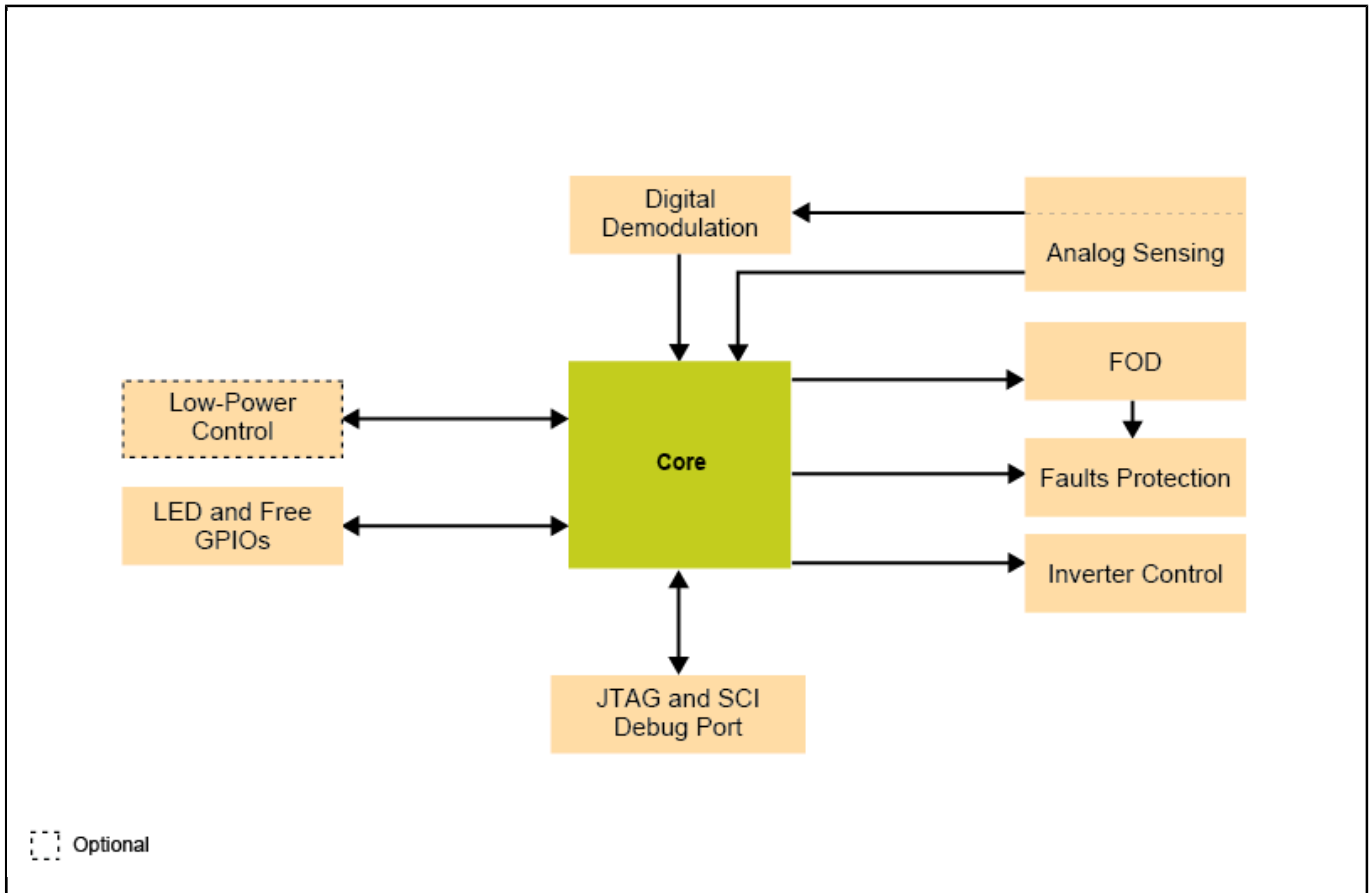 Digital
Demodulation
Analog Sensing
FOD
Low-Power
Control
Core
Faults Protection
LED and Free
GPIOs
Inverter Control
JTAG and SCI
Debug Port
Optional